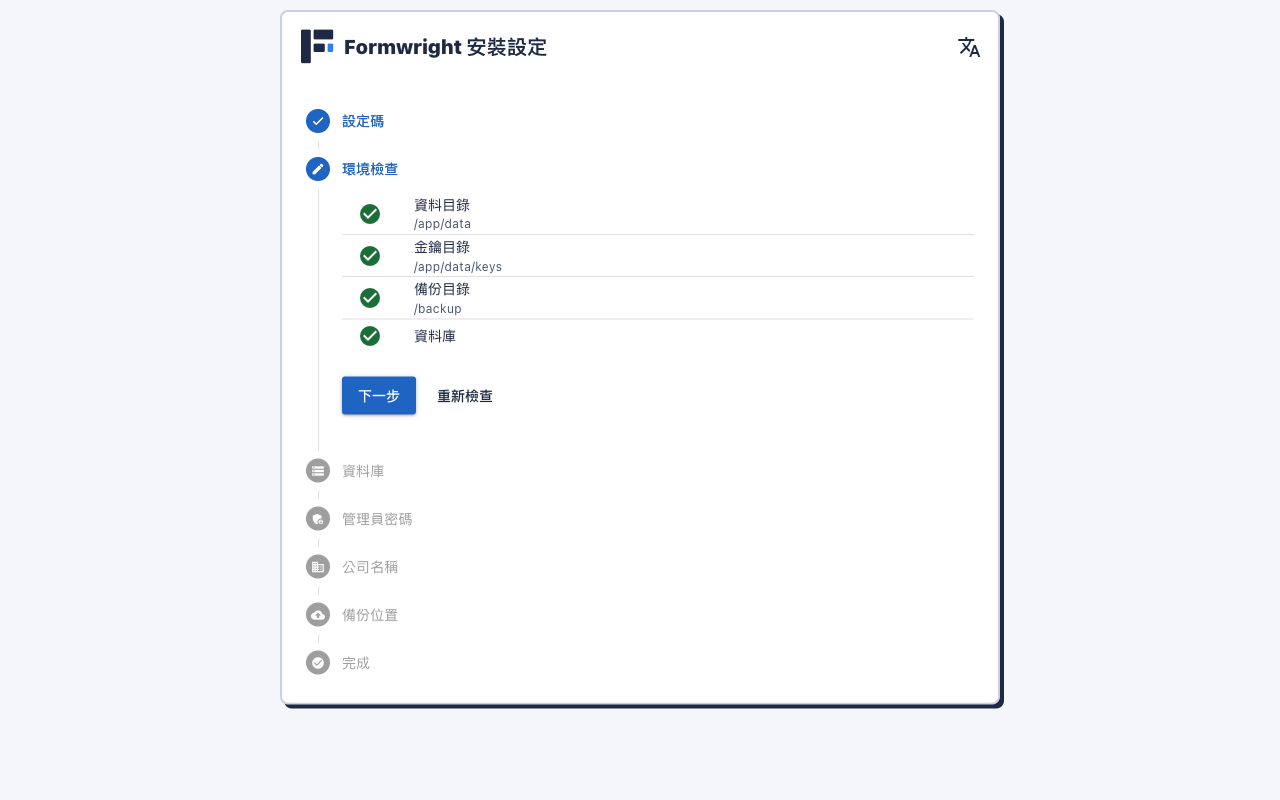 Formwright 安裝設定
設定碼
環境檢查
資料目錄
/app/data
金鑰目錄
/app/data/keys
備份目錄
/backup
資料庫
下一步 重新檢查
資料庫
管理員密碼
公司名稱
備份位置
完成